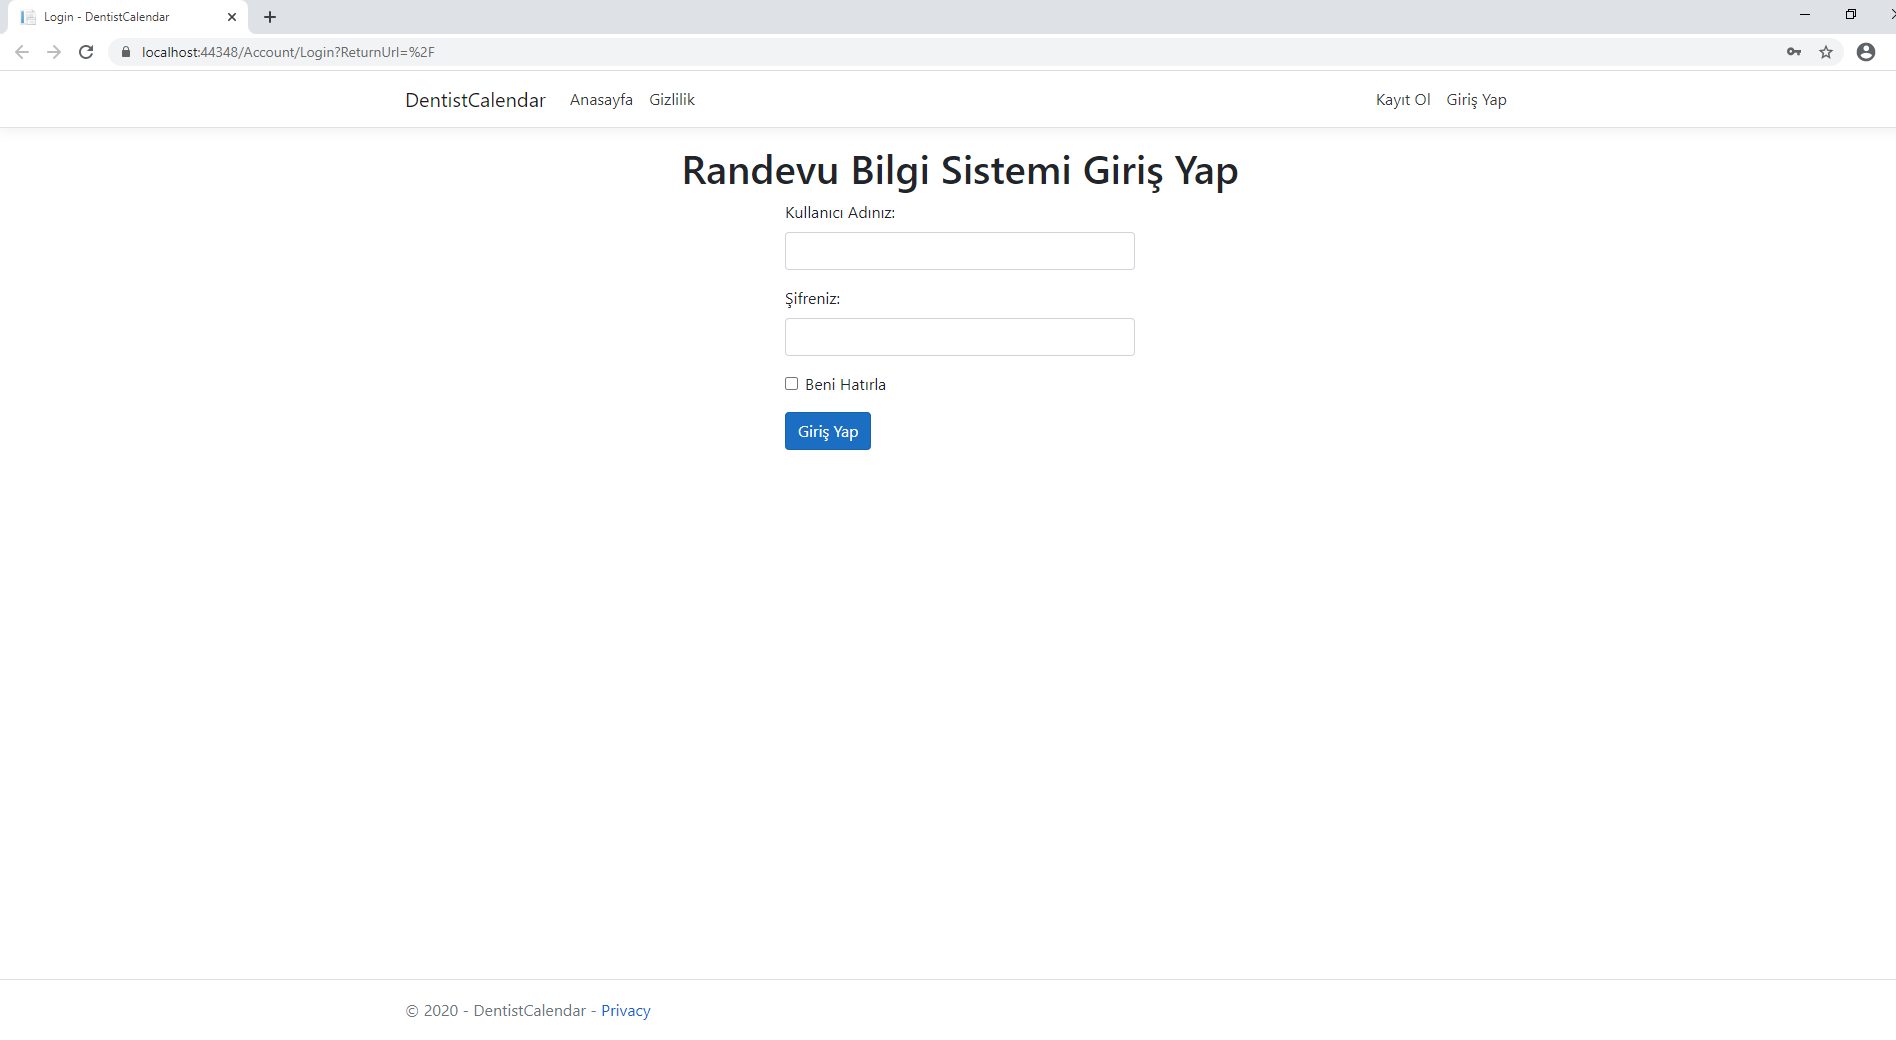 Login - DentistCalendar
localhost:44348/Account/Login?ReturnUrl=%2F
DentistCalendar Anasayfa Gizlilik Kayıt Ol Giriş Yap
Randevu Bilgi Sistemi Giriş Yap
Kullanıcı Adınız:
Şifreniz:
Beni Hatırla
Giriş Yap
© 2020 - DentistCalendar - Privacy